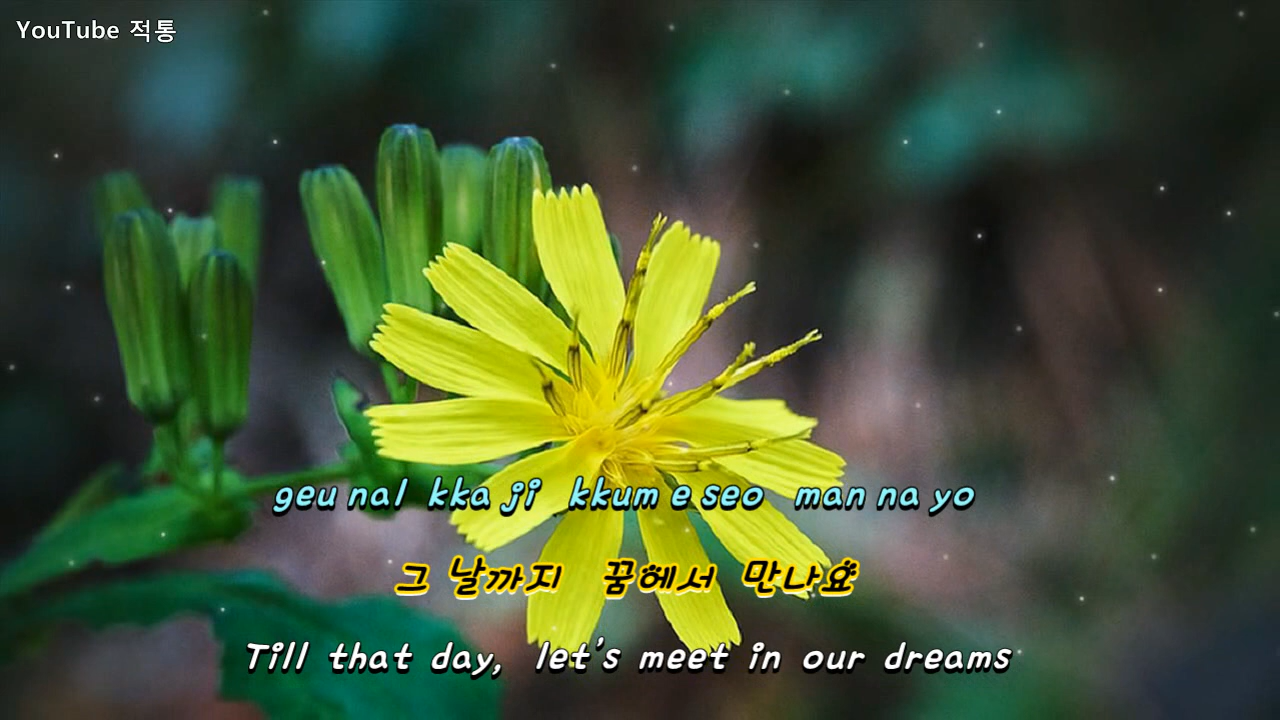 YouTube 적통
geu nal kka ji kkum e seo man na yo
그 날까지 꿈에서 만나요
Till that day, let's meet in our dreams